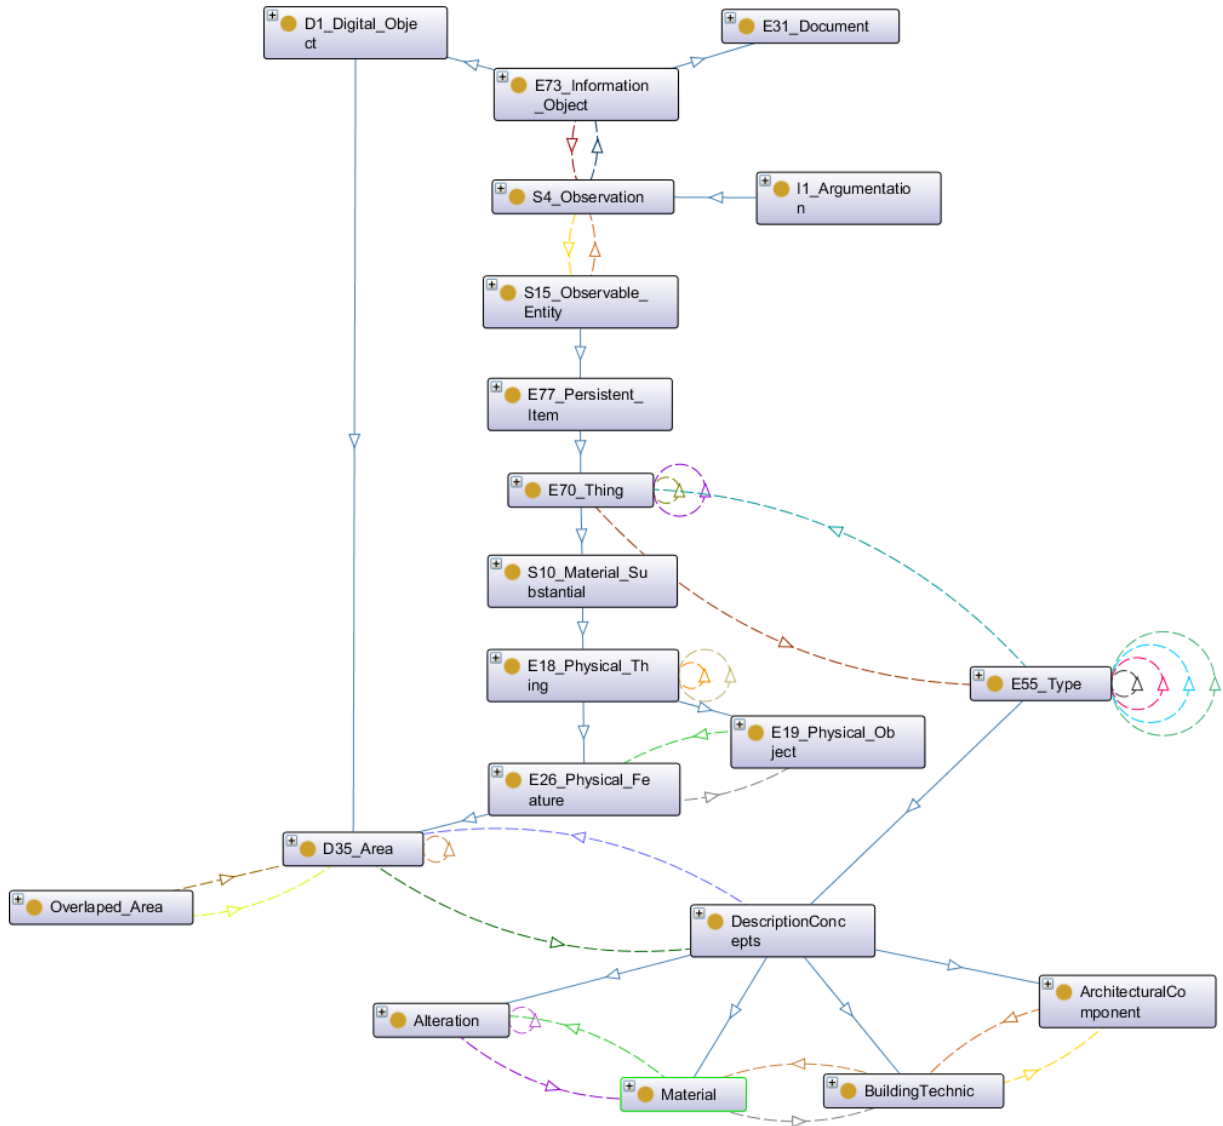 D1_Digital_Obje
ct
E31_Document
E73_Information
_Object
S4_Observation
I1_Argumentatio
n
S15_Observable_
Entity
E77_Persistent_
Item
E70_Thing
S10_Material_Su
bstantial
E18_Physical_Th
ing
E55_Type
E19_Physical_Ob
ject
E26_Physical_Fe
ature
D35_Area
Overlaped_Area
DescriptionConc
epts
ArchitecturalCo
mponent
Alteration
Material
BuildingTechnic